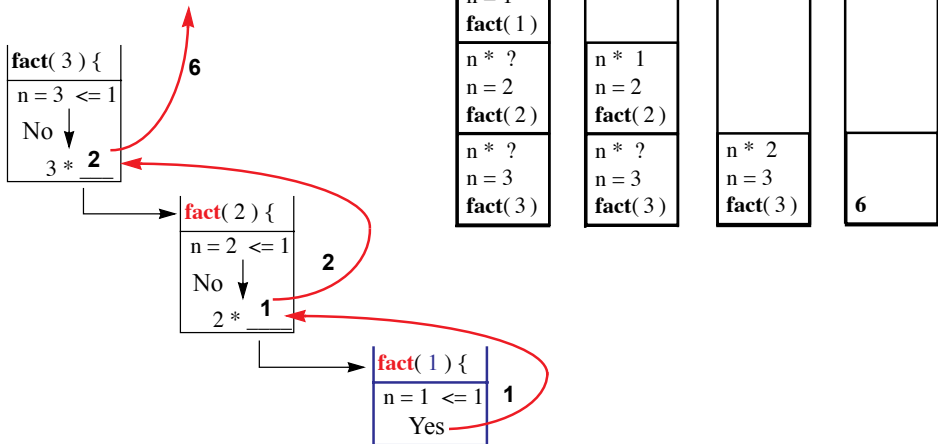 fact( 3 ) {
n = 3 <= 1
No
3 * 2
6
fact( 2 ) {
n = 2 <= 1
No
2 * 1
2
fact( 1 ) {
n = 1 <= 1
Yes
1
fact( 1 )
n * ?
n = 2
fact( 2 )
n * ?
n = 3
fact( 3 )
n * 1
n = 2
fact( 2 )
n * ?
n = 3
fact( 3 )
n * 2
n = 3
fact( 3 )
6